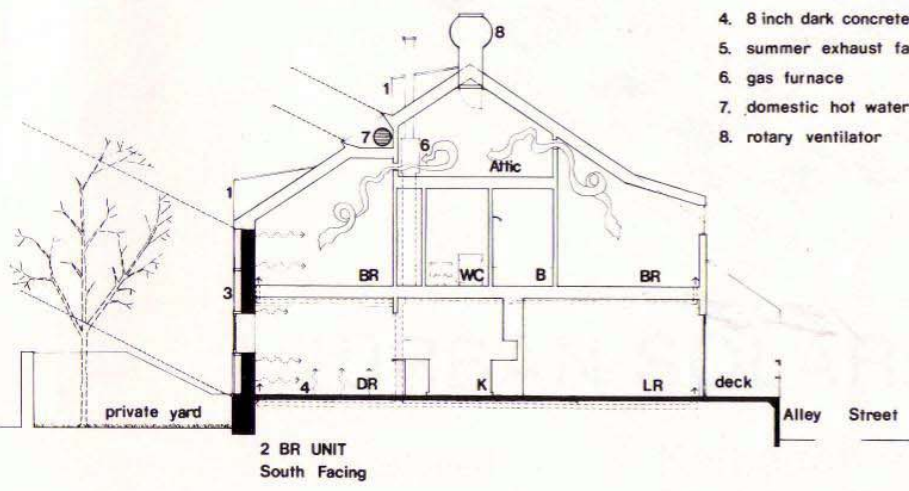 4. 8 inch dark concrete
5. summer exhaust fa
6. gas furnace
7. domestic hot water
8. rotary ventilator
8
1
7
6
Attic
1
BR
WC
B
BR
3
4
DR
K
LR
deck
private yard
Alley Street
2 BR UNIT
South Facing